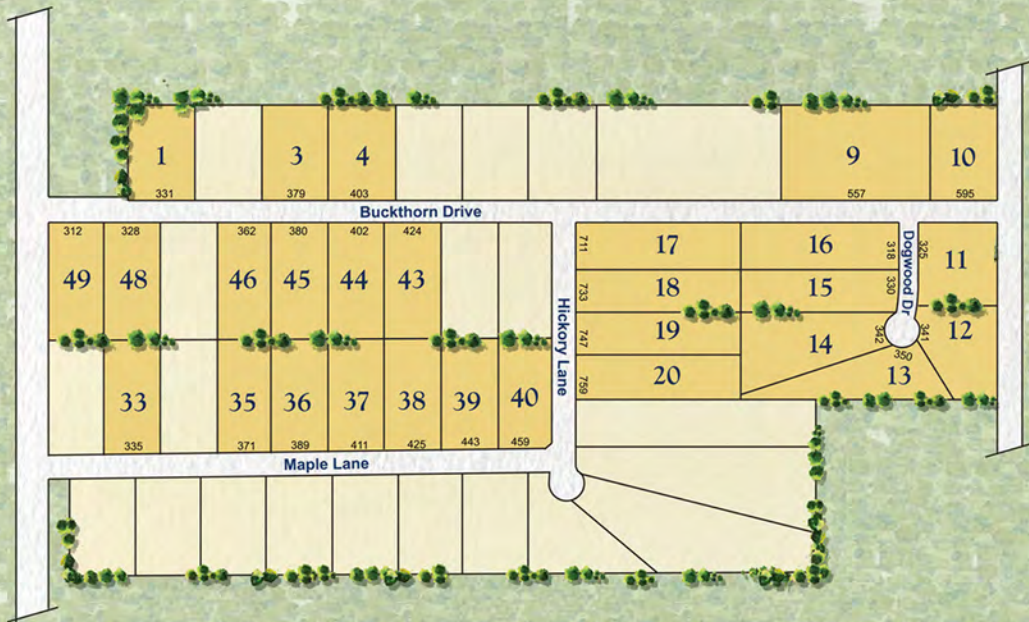 1 3 4 9 10
331 379 403 557 595
Buckthorn Drive
312 328 362 380 402 424
49 48 46 45 44 43
711 17 16 318 Dogwood Dr 325 11
733 18 15 330
747 19 14 342 341 12
759 20 350 13
Hickory Lane
33 35 36 37 38 39 40
335 371 389 411 425 443 459
Maple Lane